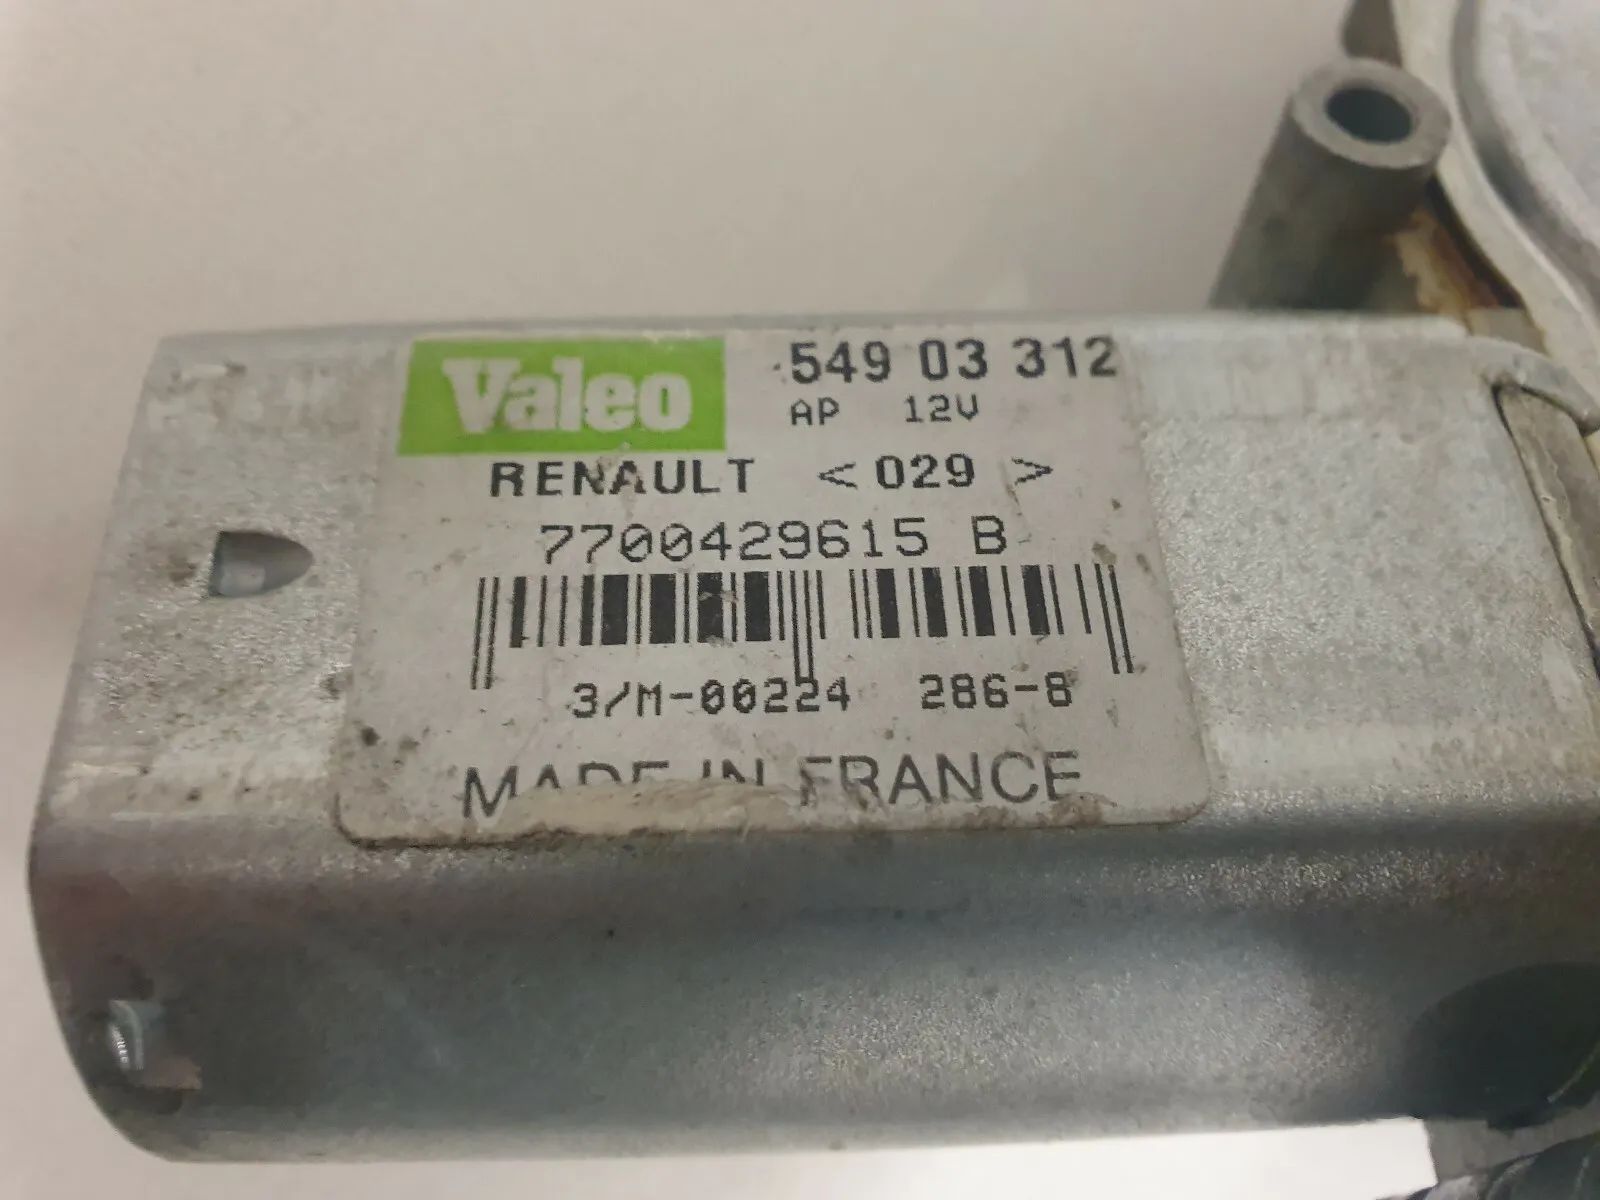 Valeo 549 03 312
AP 12V
RENAULT <029>
7700429615 B
3/M-00224 286-8
MADE IN FRANCE